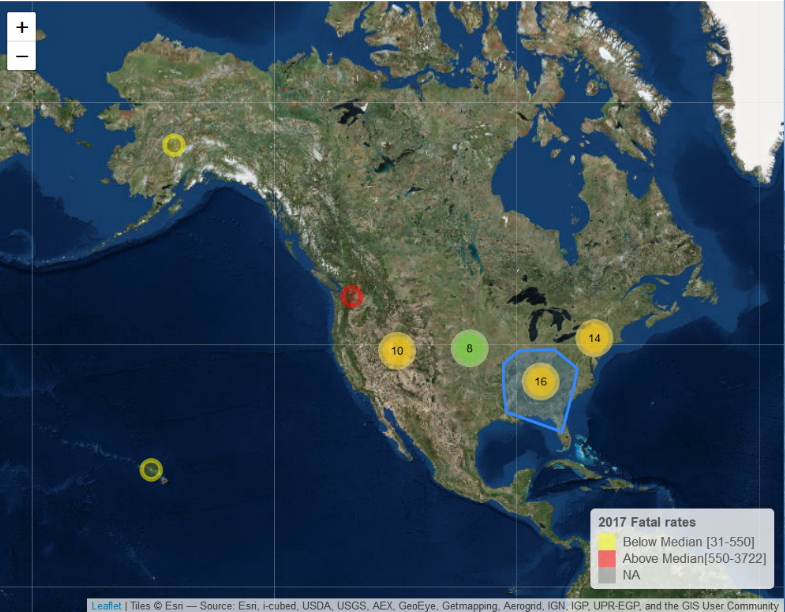 +
−
10
8
14
16
2017 Fatal rates
Below Median [31-550]
Above Median[550-3722]
NA
Leaflet | Tiles © Esri — Source: Esri, i-cubed, USDA, USGS, AEX, GeoEye, Getmapping, Aerogrid, IGN, IGP, UPR-EGP, and the GIS User Community